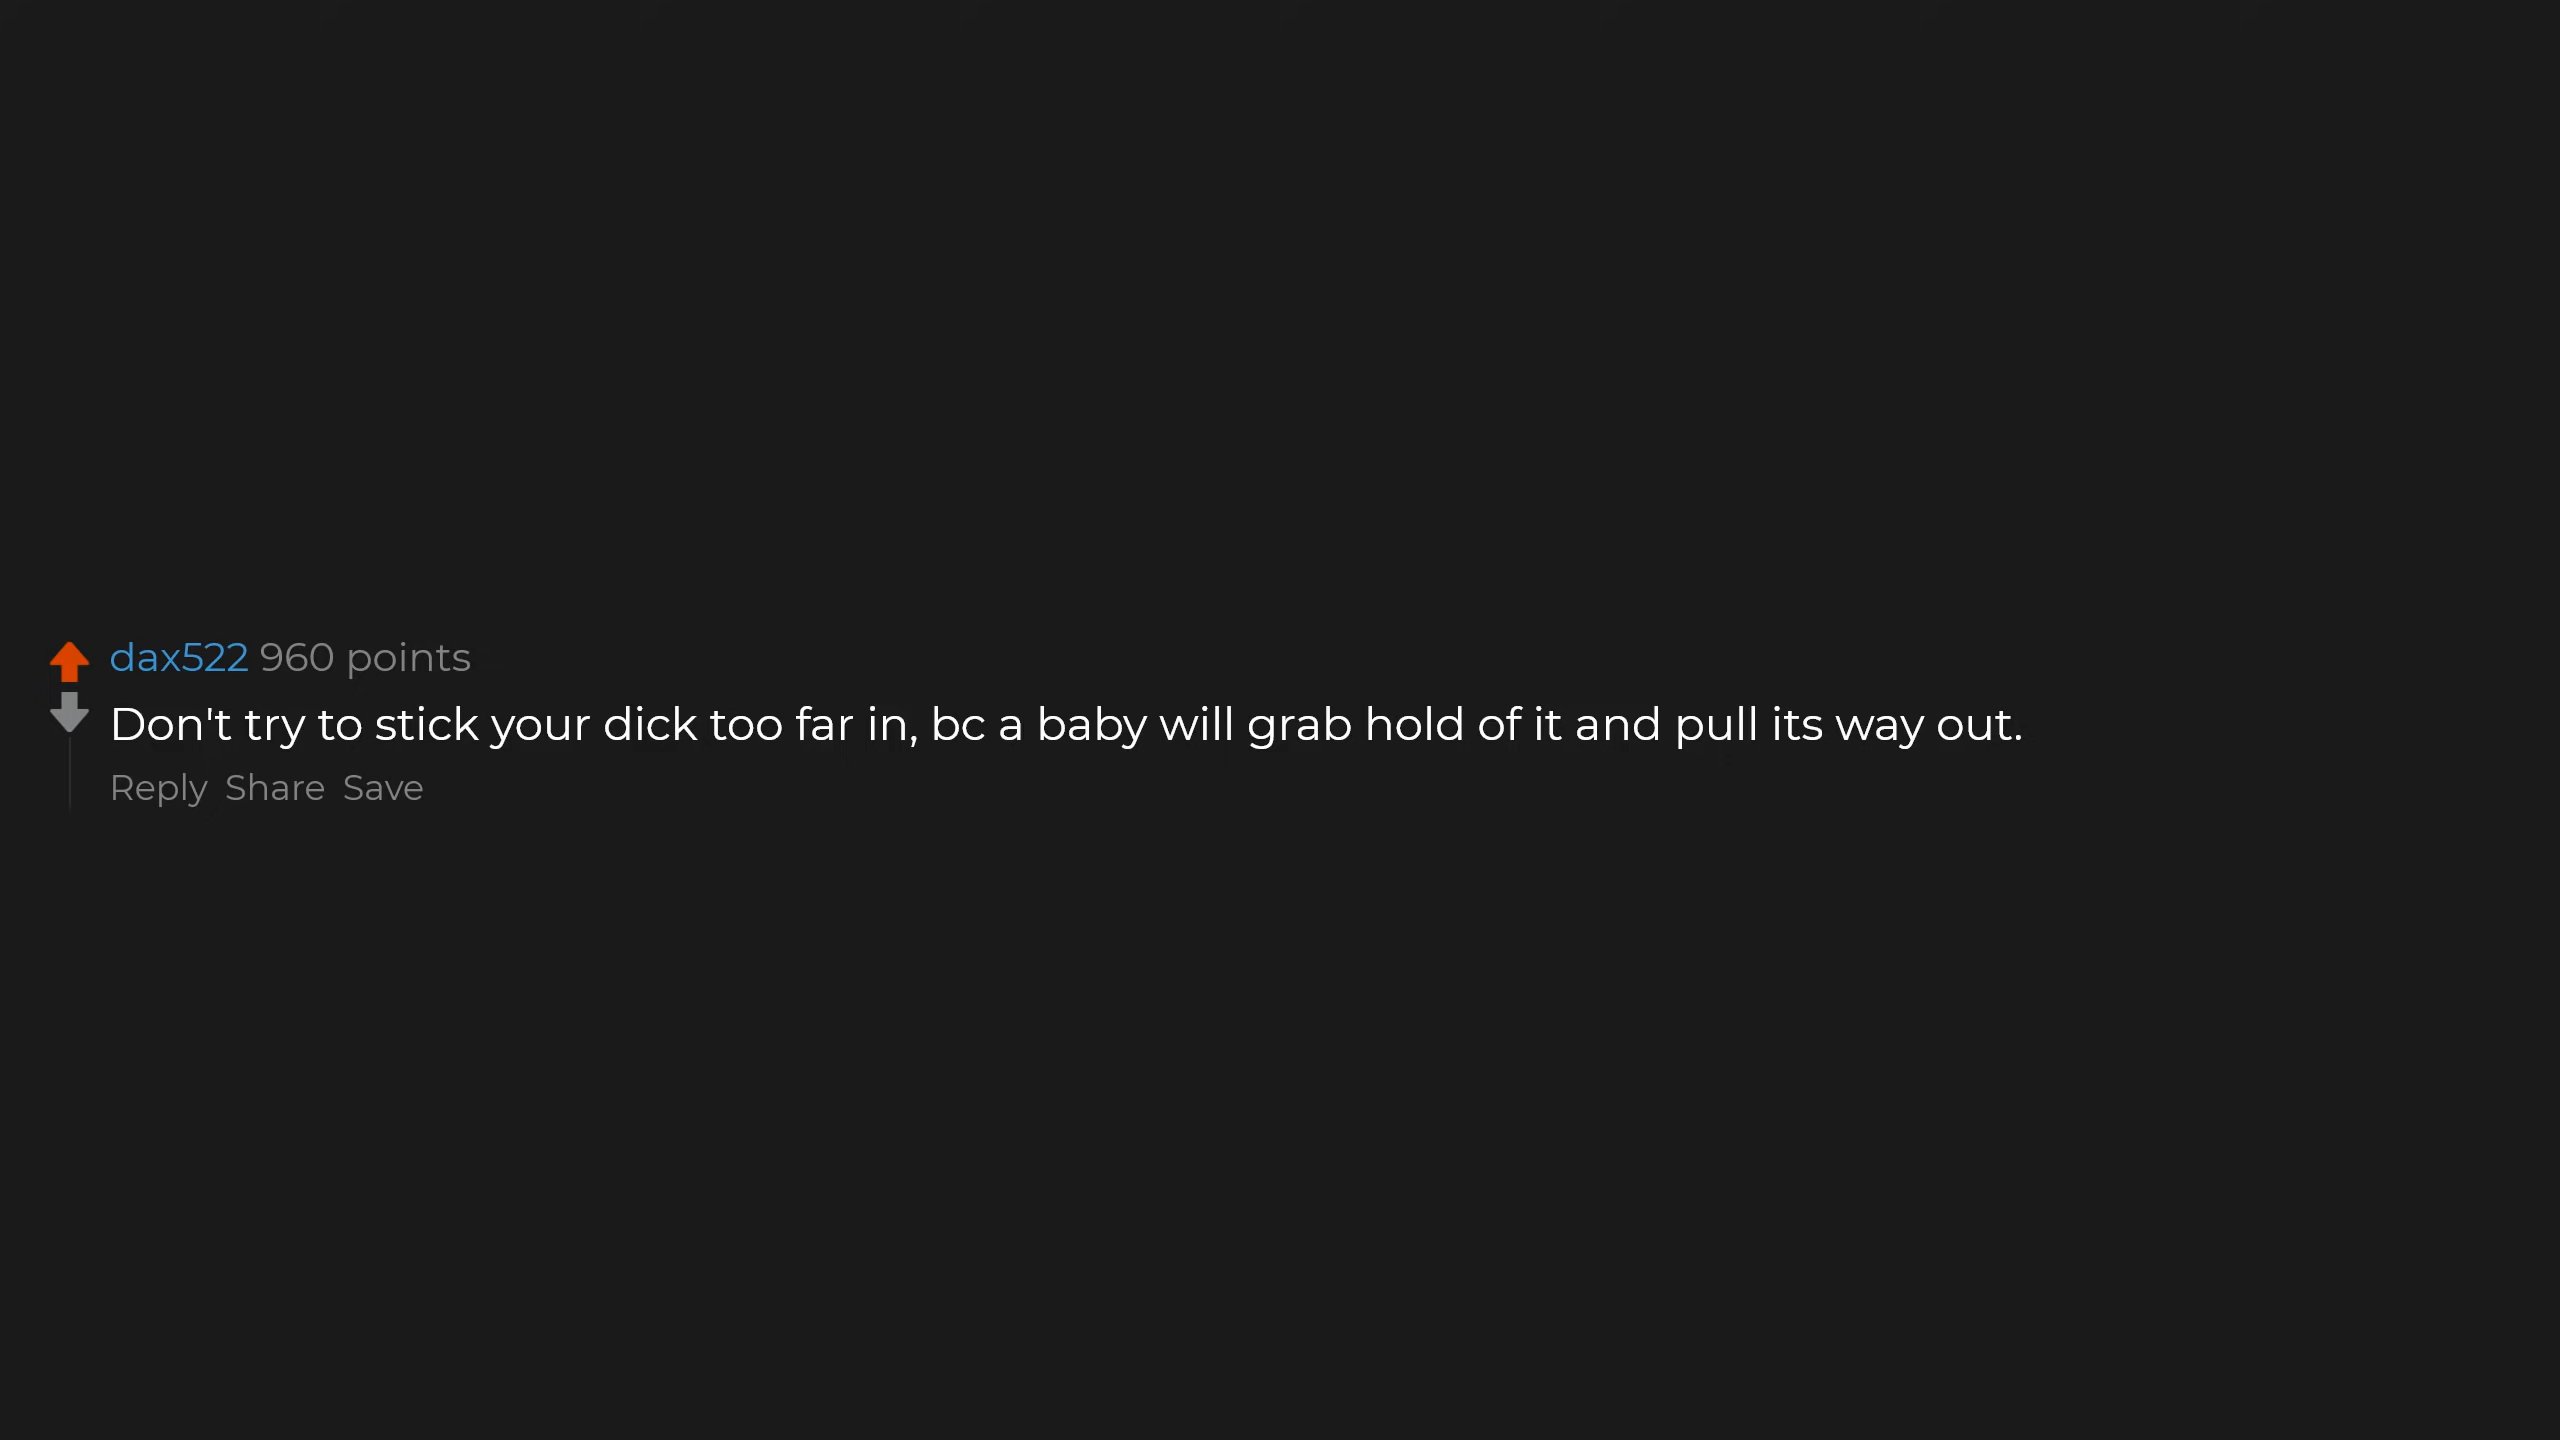 dax522 960 points
Don't try to stick your dick too far in, bc a baby will grab hold of it and pull its way out.
Reply Share Save